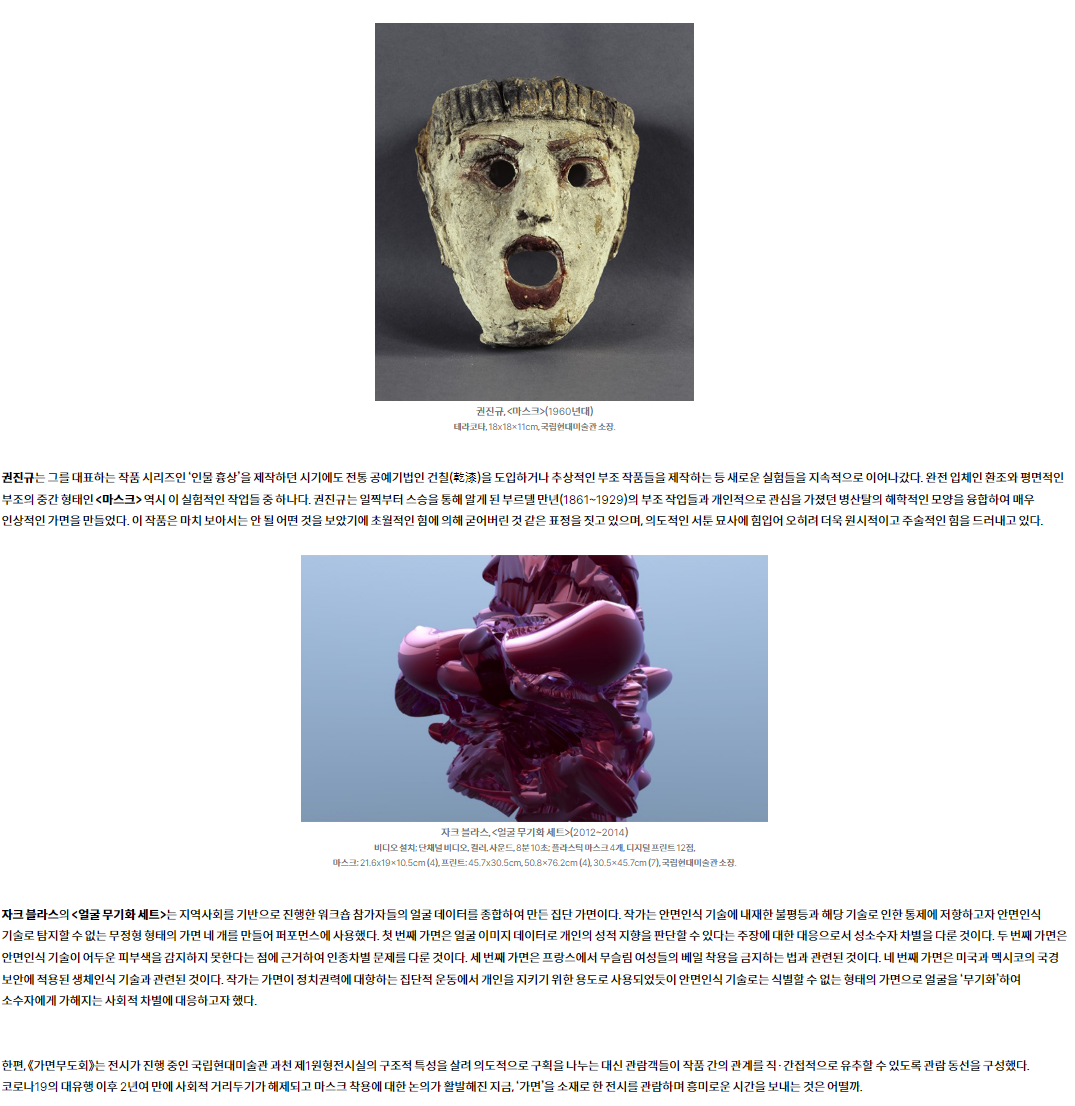 권진규, <마스크>(1960년대)
테라코타, 18x18×11cm, 국립현대미술관 소장.
권진규는 그를 대표하는 작품 시리즈인 '인물 흉상'을 제작하던 시기에도 전통 공예기법인 건칠(乾漆)을 도입하거나 추상적인 부조 작품들을 제작하는 등 새로운 실험들을 지속적으로 이어나갔다. 완전 입체인 환조와 평면적인
부조의 중간 형태인 <마스크> 역시 이 실험적인 작업들 중 하나다. 권진규는 일찍부터 스승을 통해 알게 된 부르델 만년(1861~1929)의 부조 작업들과 개인적으로 관심을 가졌던 병산탈의 해학적인 모양을 융합하여 매우
인상적인 가면을 만들었다. 이 작품은 마치 보아서는 안 될 어떤 것을 보았기에 초월적인 힘에 의해 굳어버린 것 같은 표정을 짓고 있으며, 의도적인 서툰 묘사에 힘입어 오히려 더욱 원시적이고 주술적인 힘을 드러내고 있다.
자크 블라스, <얼굴 무기화 세트>(2012~2014)
비디오 설치; 단채널 비디오, 컬러, 사운드, 8분 10초; 플라스틱 마스크 4개, 디지털 프린트 12점,
마스크: 21.6x19×10.5cm (4), 프린트: 45.7x30.5cm, 50.8×76.2cm (4), 30.5×45.7cm (7), 국립현대미술관 소장.
자크 블라스의 <얼굴 무기화 세트>는 지역사회를 기반으로 진행한 워크숍 참가자들의 얼굴 데이터를 종합하여 만든 집단 가면이다. 작가는 안면인식 기술에 내재한 불평등과 해당 기술로 인한 통제에 저항하고자 안면인식
기술로 탐지할 수 없는 무정형 형태의 가면 네 개를 만들어 퍼포먼스에 사용했다. 첫 번째 가면은 얼굴 이미지 데이터로 개인의 성적 지향을 판단할 수 있다는 주장에 대한 대응으로서 성소수자 차별을 다룬 것이다. 두 번째 가면은
안면인식 기술이 어두운 피부색을 감지하지 못한다는 점에 근거하여 인종차별 문제를 다룬 것이다. 세 번째 가면은 프랑스에서 무슬림 여성들의 베일 착용을 금지하는 법과 관련된 것이다. 네 번째 가면은 미국과 멕시코의 국경
보안에 적용된 생체인식 기술과 관련된 것이다. 작가는 가면이 정치권력에 대항하는 집단적 운동에서 개인을 지키기 위한 용도로 사용되었듯이 안면인식 기술로는 식별할 수 없는 형태의 가면으로 얼굴을 '무기화'하여
소수자에게 가해지는 사회적 차별에 대응하고자 했다.
한편, 《가면무도회》는 전시가 진행 중인 국립현대미술관 과천 제1원형전시실의 구조적 특성을 살려 의도적으로 구획을 나누는 대신 관람객들이 작품 간의 관계를 직·간접적으로 유추할 수 있도록 관람 동선을 구성했다.
코로나19의 대유행 이후 2년여 만에 사회적 거리두기가 해제되고 마스크 착용에 대한 논의가 활발해진 지금, '가면'을 소재로 한 전시를 관람하며 흥미로운 시간을 보내는 것은 어떨까.